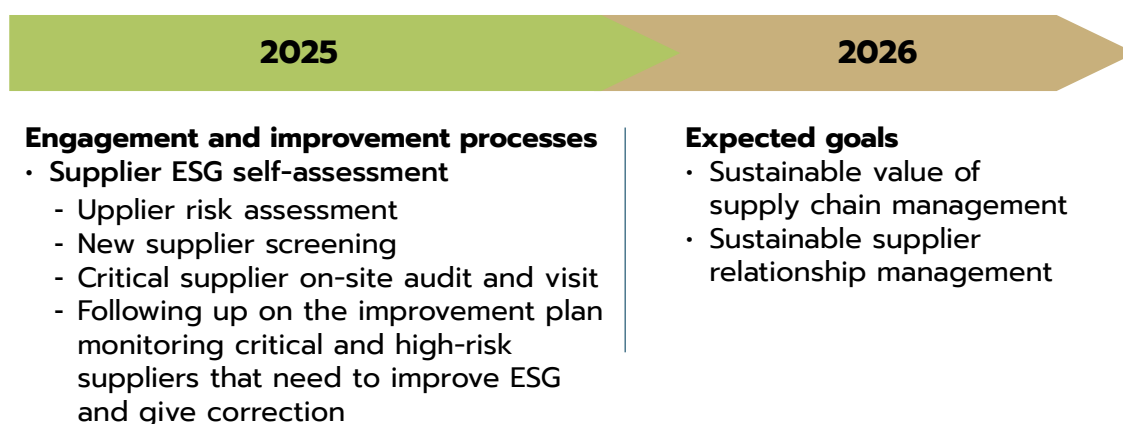 2025
2026
Engagement and improvement processes
• Supplier ESG self-assessment
- Upplier risk assessment
- New supplier screening
- Critical supplier on-site audit and visit
- Following up on the improvement plan
monitoring critical and high-risk
suppliers that need to improve ESG
and give correction
Expected goals
• Sustainable value of
supply chain management
• Sustainable supplier
relationship management